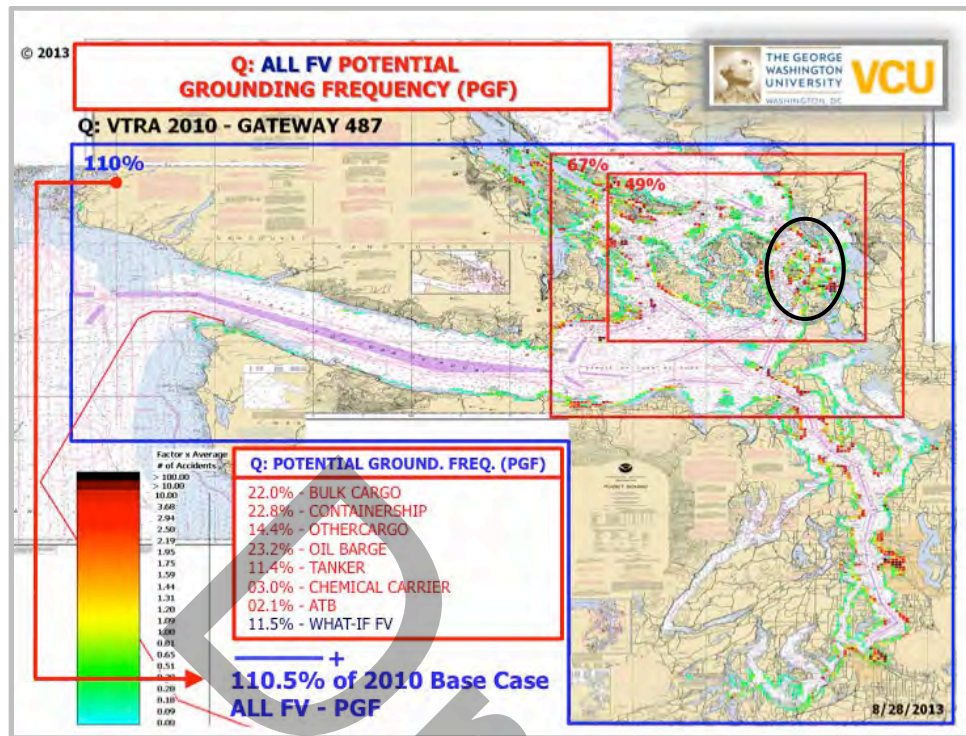 © 2013
Q: ALL FV POTENTIAL
GROUNDING FREQUENCY (PGF)
THE GEORGE
WASHINGTON
UNIVERSITY
WASHINGTON, DC
VCU
Q: VTRA 2010 - GATEWAY 487
110%
67%
49%
Factor x Average
# of Accidents
> 100.00
> 10.00
10.00
3.68
2.94
2.50
2.19
1.95
1.75
1.59
1.44
1.31
1.20
1.09
1.00
0.81
0.65
0.51
0.20
0.18
0.09
0.00
Q: POTENTIAL GROUND. FREQ. (PGF)
22.0% - BULK CARGO
22.8% - CONTAINERSHIP
14.4% - OTHERCARGO
23.2% - OIL BARGE
11.4% - TANKER
03.0% - CHEMICAL CARRIER
02.1% - ATB
11.5% - WHAT-IF FV
+
110.5% of 2010 Base Case
ALL FV - PGF
8/28/2013